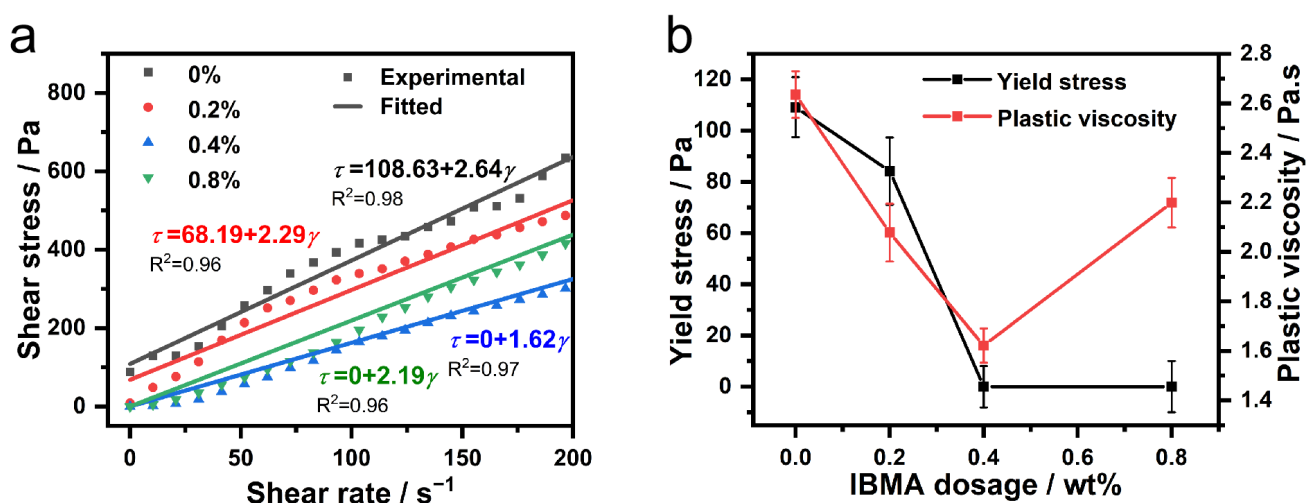 a
0%
0.2%
0.4%
0.8%
Experimental
Fitted
τ=108.63+2.64γ
R²=0.98
τ=68.19+2.29γ
R²=0.96
τ=0+1.62γ
R²=0.97
τ=0+2.19γ
R²=0.96
800
600
400
200
0
Shear stress / Pa
0 50 100 150 200
Shear rate / s⁻¹
b
Yield stress
Plastic viscosity
120
100
80
60
40
20
0
Yield stress / Pa
2.8
2.6
2.4
2.2
2.0
1.8
1.6
1.4
Plastic viscosity / Pa.s
0.0 0.2 0.4 0.6 0.8
IBMA dosage / wt%